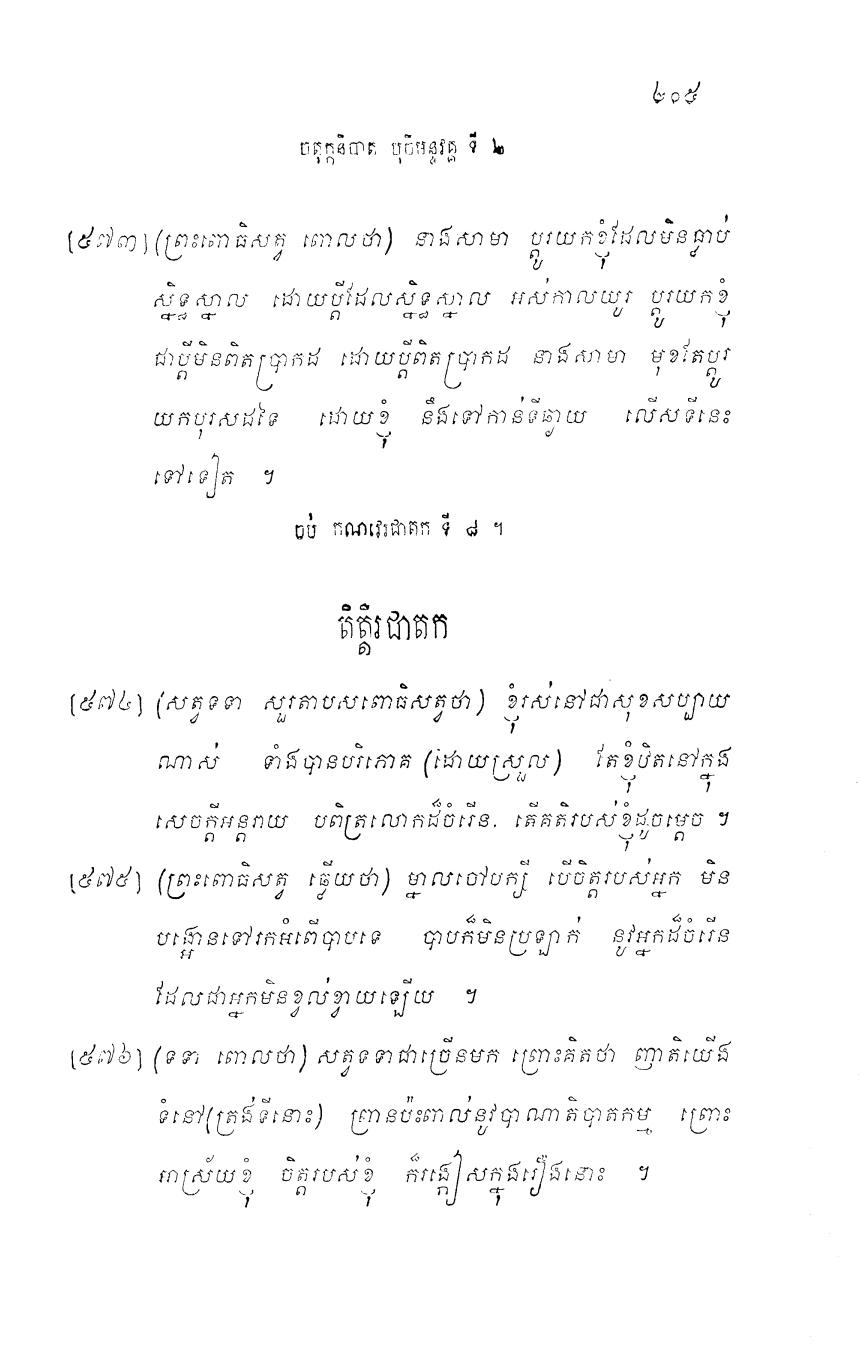 ២០៥
ចតុក្កនិបាត បុចិមន្ទវគ្គ ទី ២
[៥៧៣] (ព្រះពោធិសត្វ ពោលថា) នាងសាមា ប្តូរយកខ្ញុំដែលមិនធ្លាប់
ស្និទ្ធស្នាល ដោយប្តីដែលស្និទ្ធស្នាល អស់កាលយូរ ប្តូរយកខ្ញុំ
ជាប្តីមិនពិតប្រាកដ ដោយប្តីពិតប្រាកដ នាងសាមា មុខតែប្តូរ
យកបុរសដទៃ ដោយខ្ញុំ នឹងទៅកាន់ទីឆ្ងាយ លើសទីនេះ
ទៅទៀត ។
ចប់ កណវេរជាតក ទី ៨ ។
តិត្តិរជាតក
[៥៧៤] (សត្វទទា សួរតាបសពោធិសត្វថា) ខ្ញុំរស់នៅជាសុខសប្បាយ
ណាស់ ទាំងបានបរិភោគ (ដោយស្រួល) តែខ្ញុំឋិតនៅក្នុង
សេចក្តីអន្តរាយ បពិត្រលោកដ៏ចំរើន. តើគតិរបស់ខ្ញុំដូចម្តេច ។
[៥៧៥] (ព្រះពោធិសត្វ ឆ្លើយថា) ម្នាលចៅបក្សី បើចិត្តរបស់អ្នក មិន
បង្អោនទៅរកអំពើបាបទេ បាបក៏មិនប្រឡាក់ នូវអ្នកដ៏ចំរើន
ដែលជាអ្នកមិនខ្វល់ខ្វាយឡើយ ។
[៥៧៦] (ទទា ពោលថា) សត្វទទាជាច្រើនមក ព្រោះគិតថា ញាតិយើង
ទំនៅ(ត្រង់ទីនោះ) ព្រានប៉ះពាល់នូវបាណាតិបាតកម្ម ព្រោះ
អាស្រ័យខ្ញុំ ចិត្តរបស់ខ្ញុំ ក៏រង្កៀសក្នុងរឿងនោះ ។